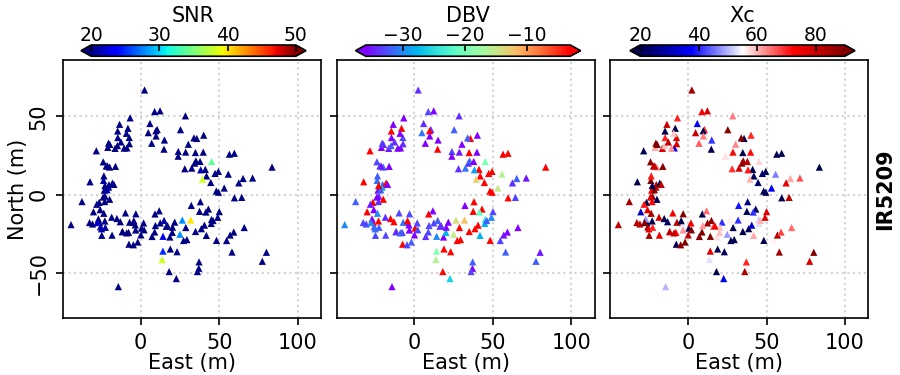 SNR
DBV
Xc
20 30 40 50
−30 −20 −10
20 40 60 80
50
0
−50
North (m)
IR5209
0 50 100
0 50 100
0 50 100
East (m)
East (m)
East (m)